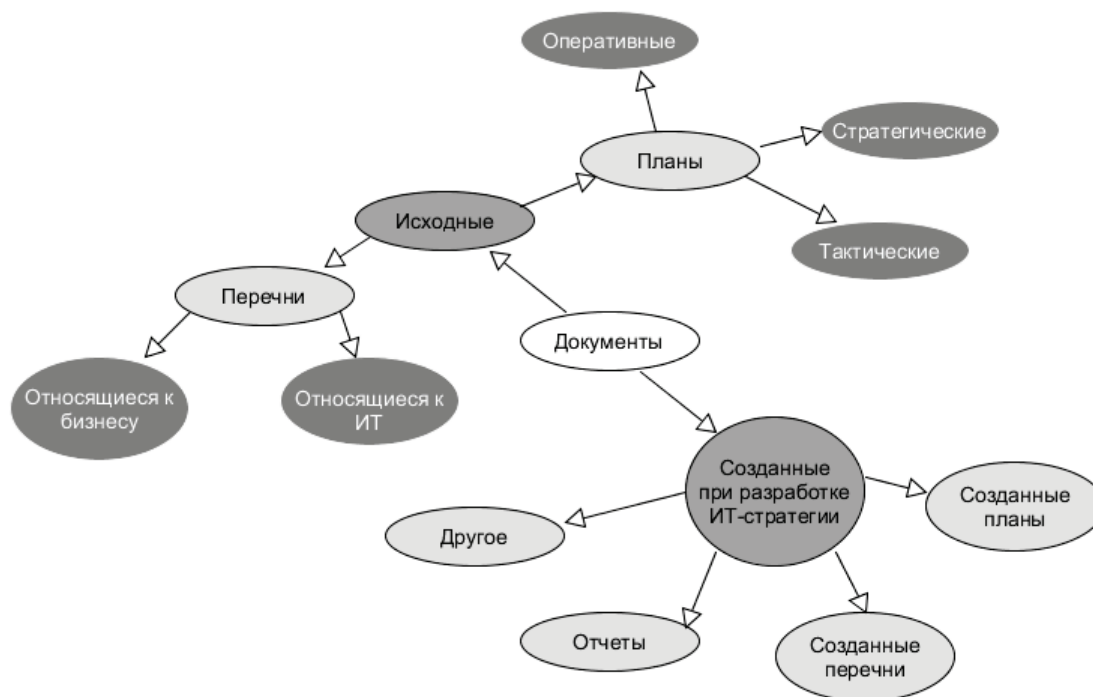 Оперативные
Стратегические
Планы
Исходные
Тактические
Перечни
Документы
Относящиеся к
бизнесу
Относящиеся к
ИТ
Созданные
при разработке
ИТ-стратегии
Созданные
планы
Другое
Отчеты
Созданные
перечни